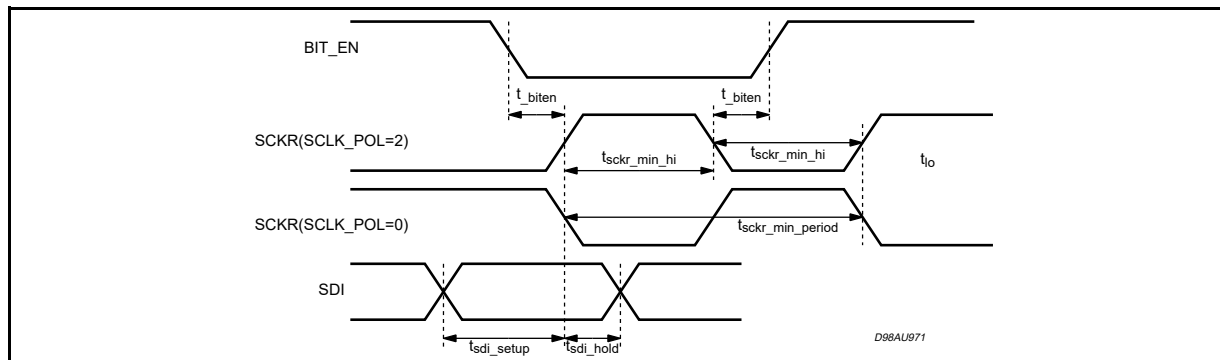 BIT_EN
t_biten
t_biten
SCKR(SCLK_POL=2)
tsckr_min_hi
tsckr_min_hi
tlo
SCKR(SCLK_POL=0)
tsckr_min_period
SDI
tsdi_setup
tsdi_hold
D98AU971